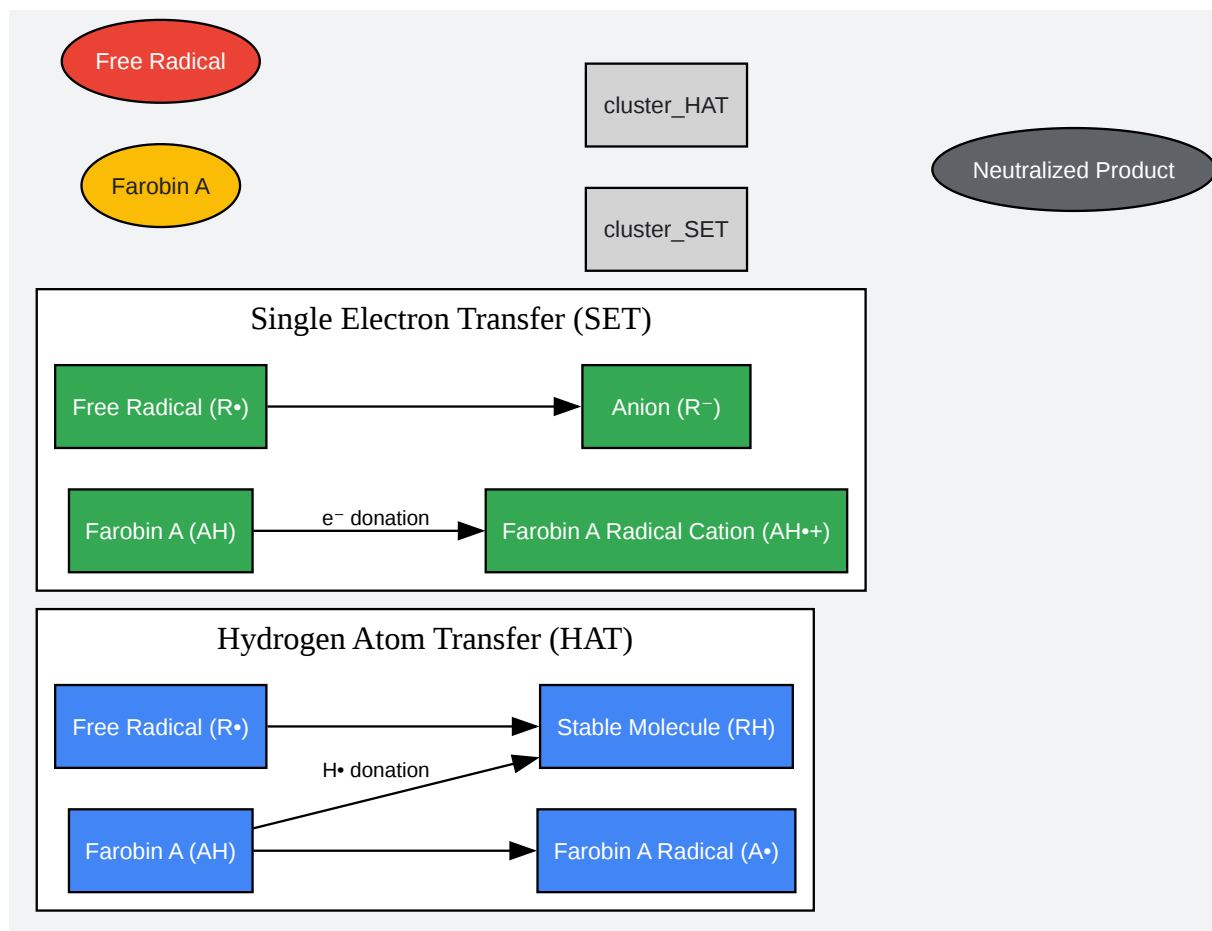 Free Radical
Farobin A
cluster_HAT
cluster_SET
Neutralized Product
Single Electron Transfer (SET)
Free Radical (R•)
Anion (R⁻)
Farobin A (AH)
e⁻ donation
Farobin A Radical Cation (AH•+)
Hydrogen Atom Transfer (HAT)
Free Radical (R•)
Stable Molecule (RH)
H• donation
Farobin A (AH)
Farobin A Radical (A•)